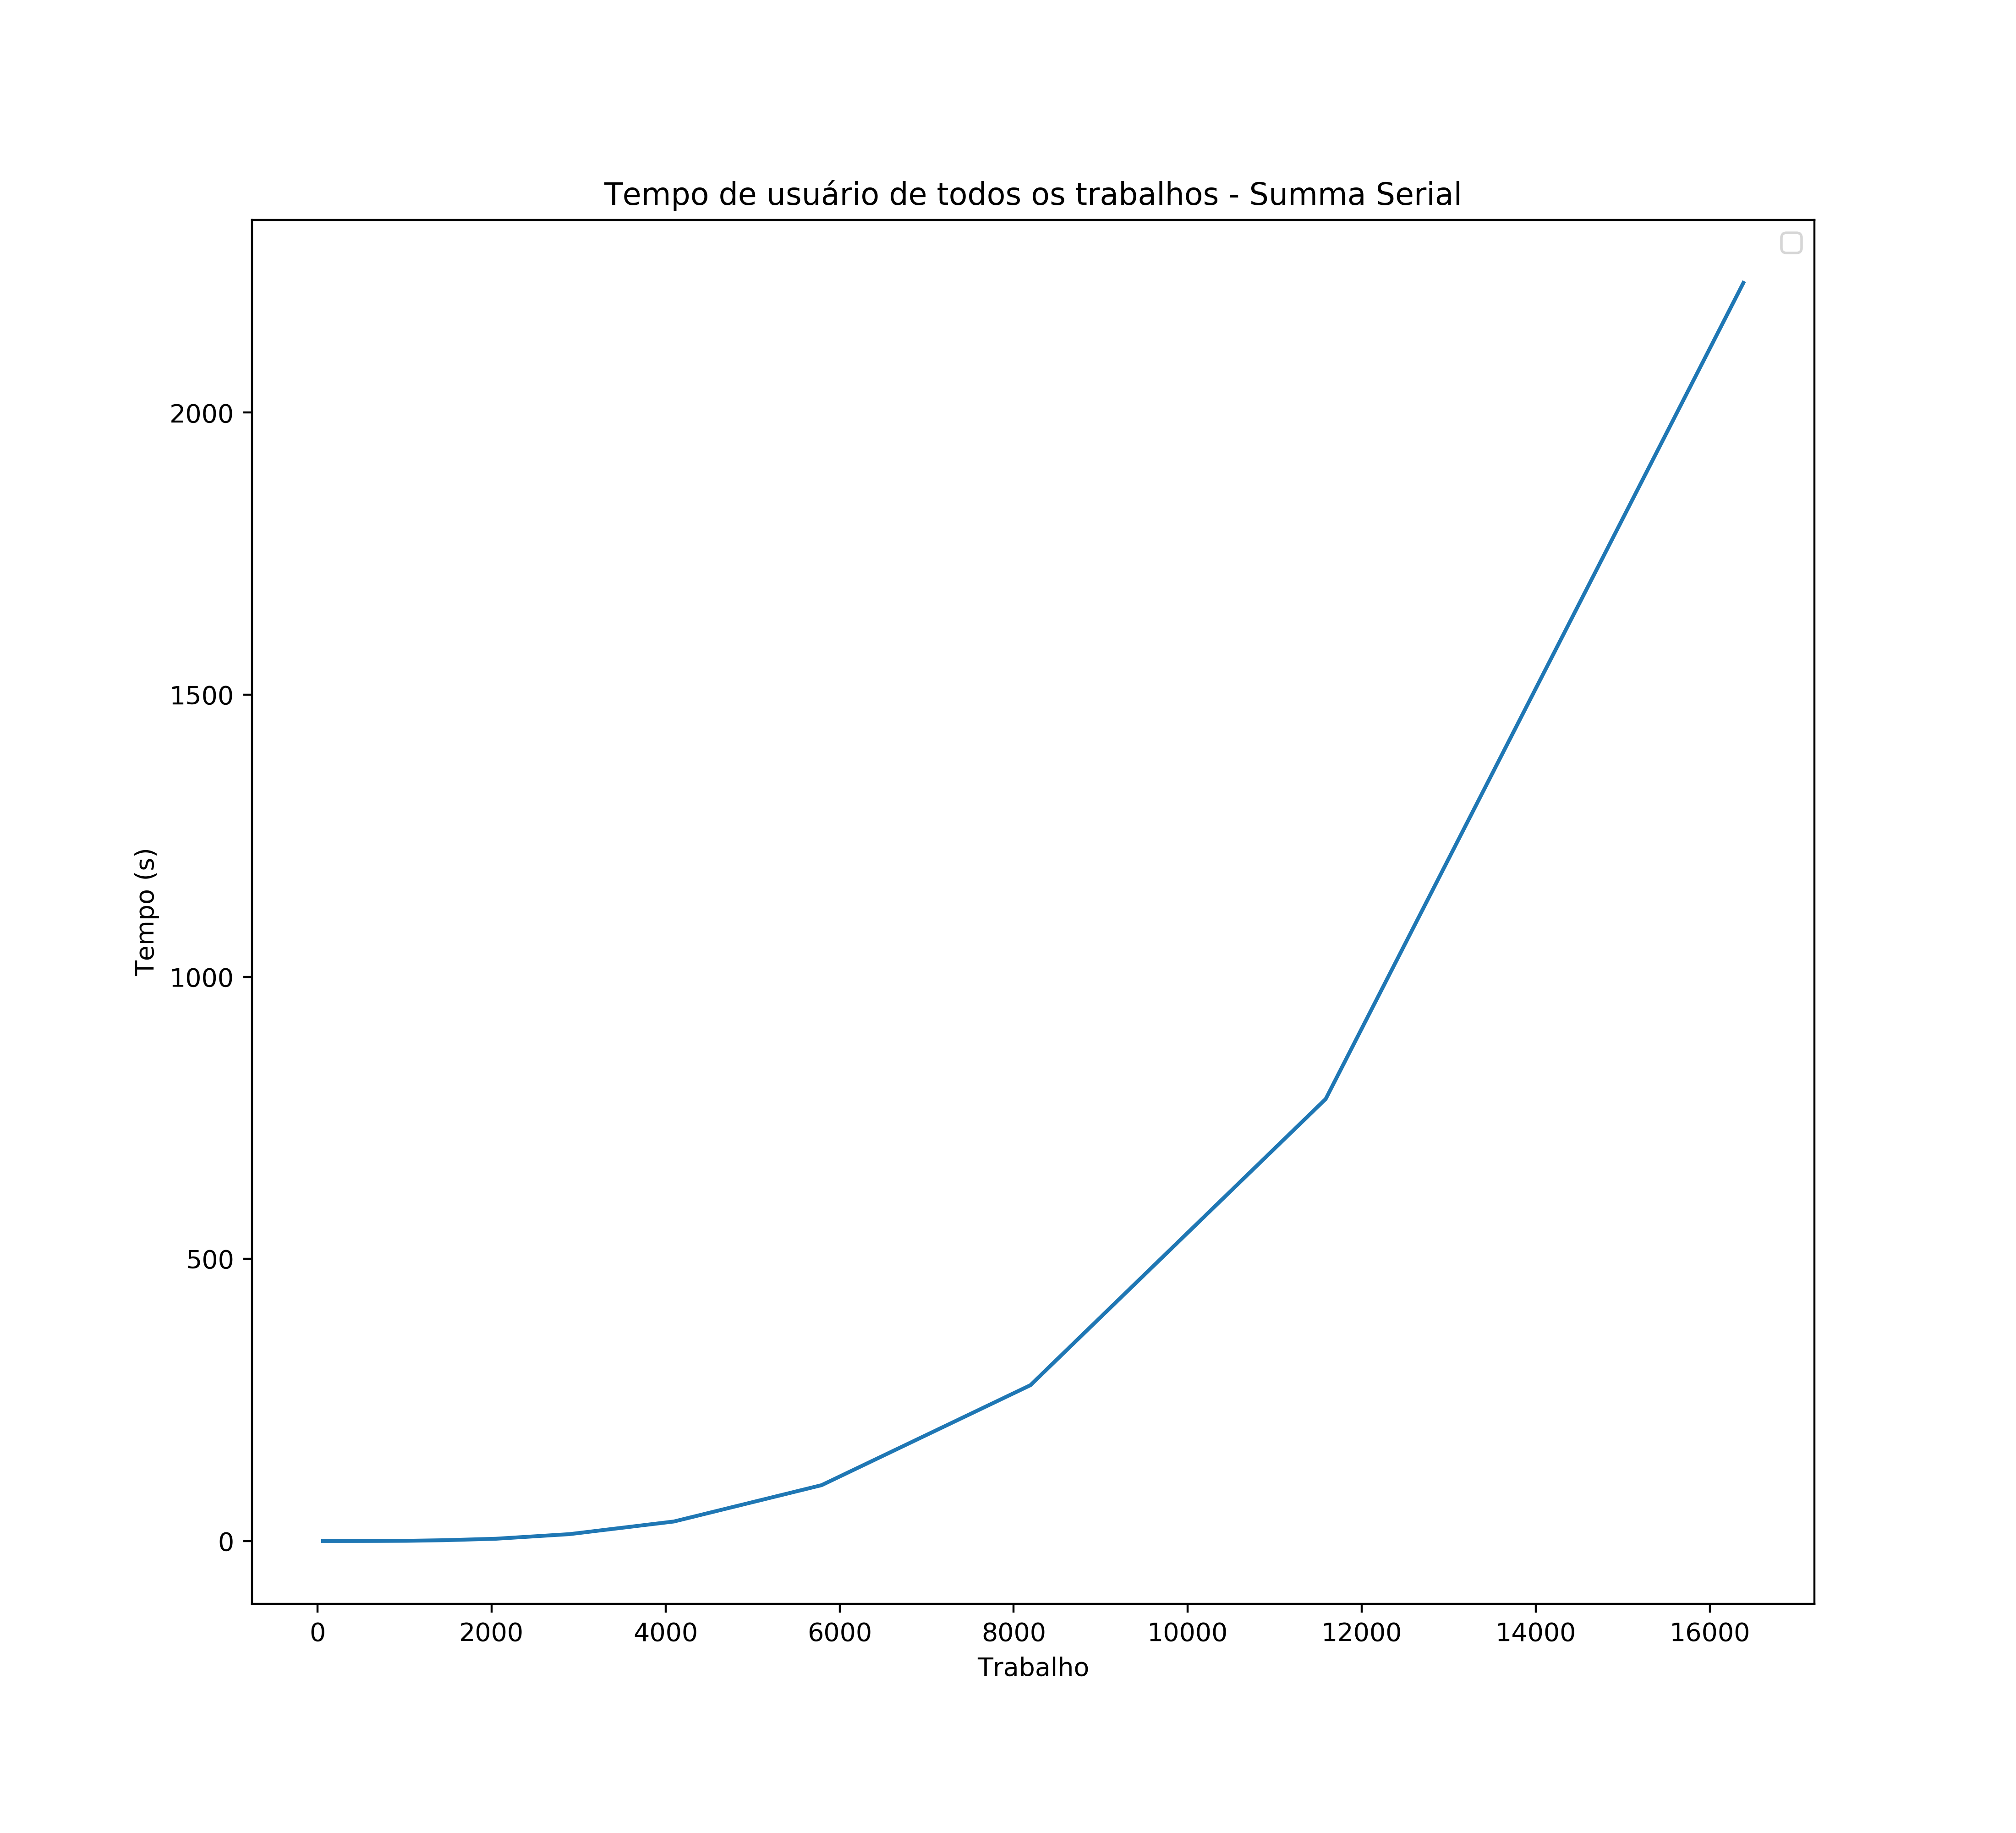 Tempo de usuário de todos os trabalhos - Summa Serial
2000
1500
1000
500
0
Tempo (s)
0 2000 4000 6000 8000 10000 12000 14000 16000
Trabalho